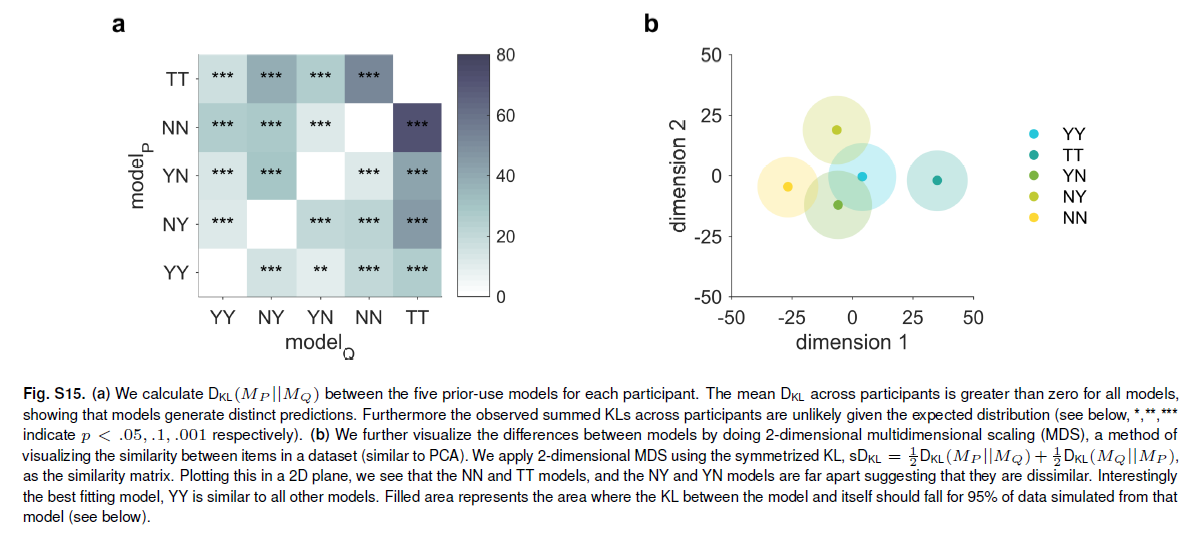 a
b
80
60
40
20
0
TT *** *** *** ***
NN *** *** *** ***
YN *** *** *** ***
NY *** *** *** ***
YY *** ** *** ***
YY NY YN NN TT
model_P
model_Q
50
25
0
-25
-50
-50 -25 0 25 50
dimension 2
dimension 1
YY
TT
YN
NY
NN
Fig. S15. (a) We calculate D_KL(M_P||M_Q) between the five prior-use models for each participant. The mean D_KL across participants is greater than zero for all models,
showing that models generate distinct predictions. Furthermore the observed summed KLs across participants are unlikely given the expected distribution (see below, *,**,***
indicate p < .05, .1, .001 respectively). (b) We further visualize the differences between models by doing 2-dimensional multidimensional scaling (MDS), a method of
visualizing the similarity between items in a dataset (similar to PCA). We apply 2-dimensional MDS using the symmetrized KL, sD_KL = ½D_KL(M_P||M_Q) + ½D_KL(M_Q||M_P),
as the similarity matrix. Plotting this in a 2D plane, we see that the NN and TT models, and the NY and YN models are far apart suggesting that they are dissimilar. Interestingly
the best fitting model, YY is similar to all other models. Filled area represents the area where the KL between the model and itself should fall for 95% of data simulated from that
model (see below).